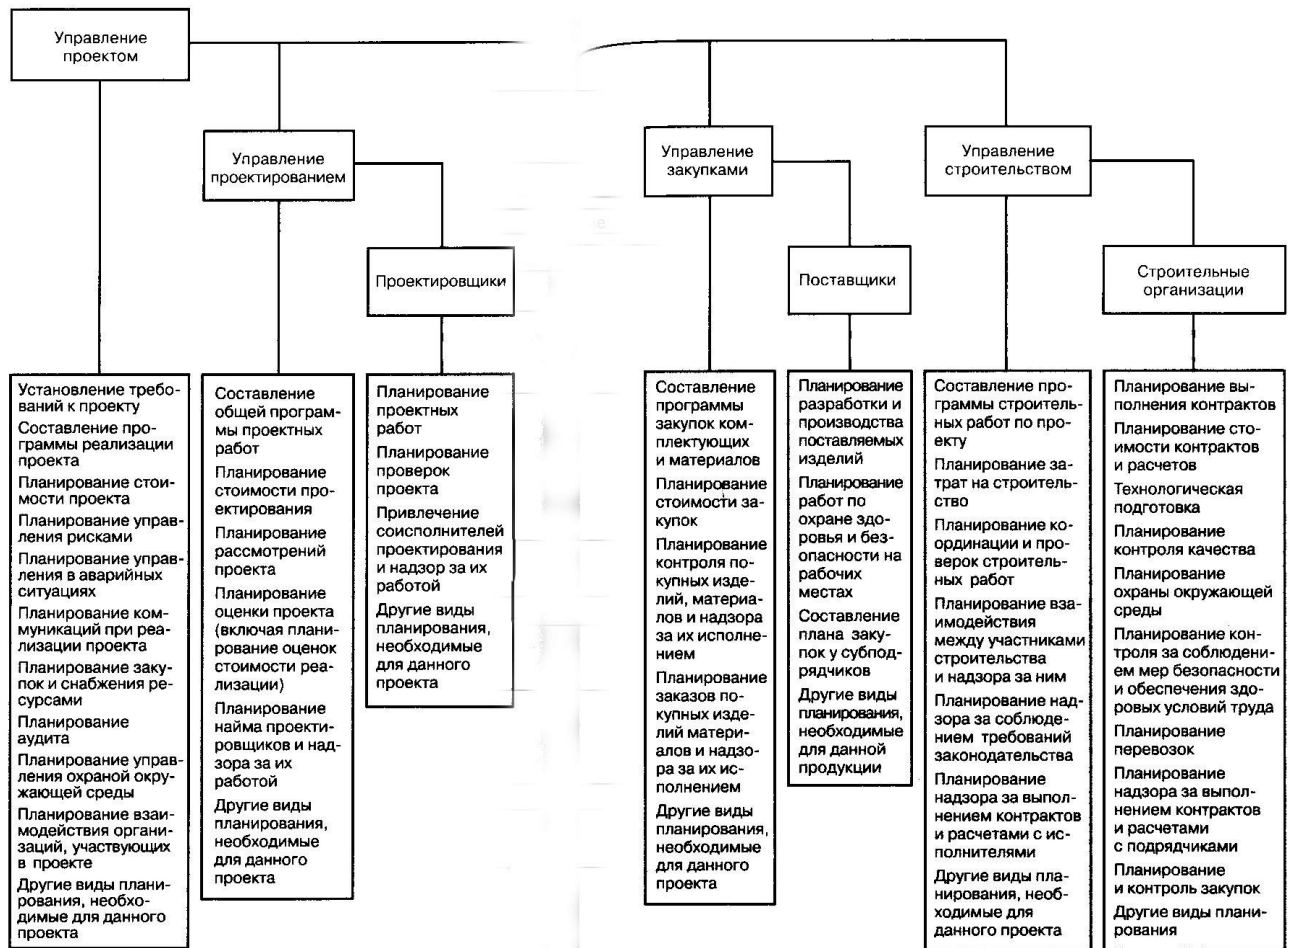 Управление
проектом
Управление
проектированием
Проектировщики
Управление
закупками
Поставщики
Управление
строительством
Строительные
организации
Установление требо-
ваний к проекту
Составление про-
граммы реализации
проекта
Планирование стои-
мости проекта
Планирование управ-
ления рисками
Планирование управ-
ления в аварийных
ситуациях
Планирование ком-
муникаций при реа-
лизации проекта
Планирование заку-
пок и снабжения ре-
сурсами
Планирование
аудита
Планирование управ-
ления охраной окру-
жающей среды
Планирование взаи-
модействия органи-
заций, участвующих
в проекте
Другие виды плани-
рования, необхо-
димые для данного
проекта
Составление
общей програм-
мы проектных
работ
Планирование
стоимости про-
ектирования
Планирование
рассмотрений
проекта
Планирование
оценки проекта
(включая плани-
рование оценок
стоимости реа-
лизации)
Планирование
найма проекти-
ровщиков и над-
зора за их
работой
Другие виды
планирования,
необходимые
для данного
проекта
Планирование
проектных
работ
Планирование
проверок
проекта
Привлечение
соисполнителей
проектирования
и надзор за их
работой
Другие виды
планирования,
необходимые
для данного
проекта
Составление
программы
закупок ком-
плектующих
и материалов
Планирование
стоимости за-
купок
Планирование
контроля по-
купных изде-
лий, материа-
лов и надзора
за их исполне-
нием
Планирование
заказов по-
купных изде-
лий матери-
алов и надзо-
ра за их ис-
полнением
Другие виды
планирования,
необходимые
для данного
проекта
Планирование
разработки и
производства
поставляемых
изделий
Планирование
работ по
охране здо-
ровья и без-
опасности на
рабочих
местах
Составление
плана заку-
пок у субпод-
рядчиков
Другие виды
планирования,
необходимые
для данной
продукции
Составление про-
граммы строитель-
ных работ по про-
екту
Планирование за-
трат на строитель-
ство
Планирование ко-
ординации и про-
верок строитель-
ных работ
Планирование вза-
имодействия
между участниками
строительства
и надзора за ним
Планирование над-
зора за соблюде-
нием требований
законодательства
Планирование
надзора за выпол-
нением контрактов
и расчетами с ис-
полнителями
Другие виды пла-
нирования, необ-
ходимые для
данного проекта
Планирование вы-
полнения контрактов
Планирование сто-
имости контрактов
и расчетов
Технологическая
подготовка
Планирование
контроля качества
Планирование
охраны окружающей
среды
Планирование кон-
троля за соблюдени-
ем мер безопасности
и обеспечения здо-
ровых условий труда
Планирование
перевозок
Планирование
надзора за выпол-
нением контрактов
и расчетами
с подрядчиками
Планирование
и контроль закупок
Другие виды плани-
рования